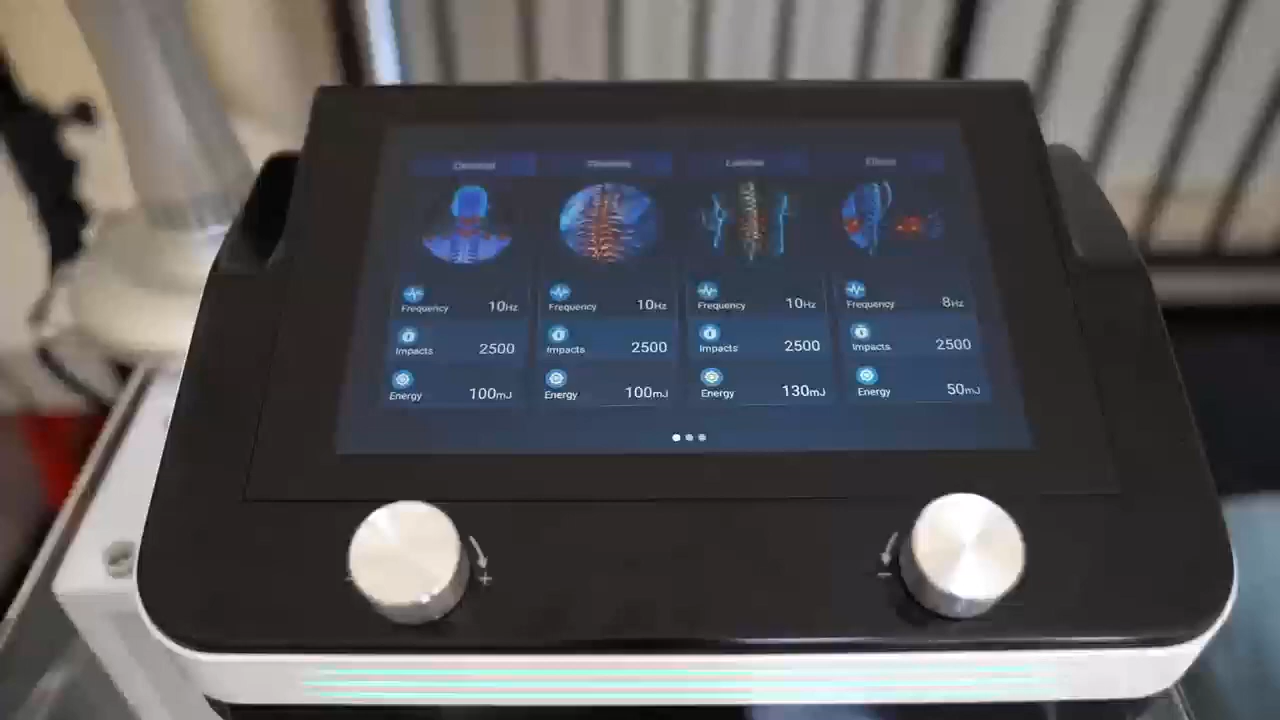 Frequency 10Hz Frequency 10Hz Frequency 10Hz Frequency 8Hz
Impacts 2500 Impacts 2500 Impacts 2500 Impacts 2500
Energy 100mJ Energy 100mJ Energy 130mJ Energy 50mJ
+ −